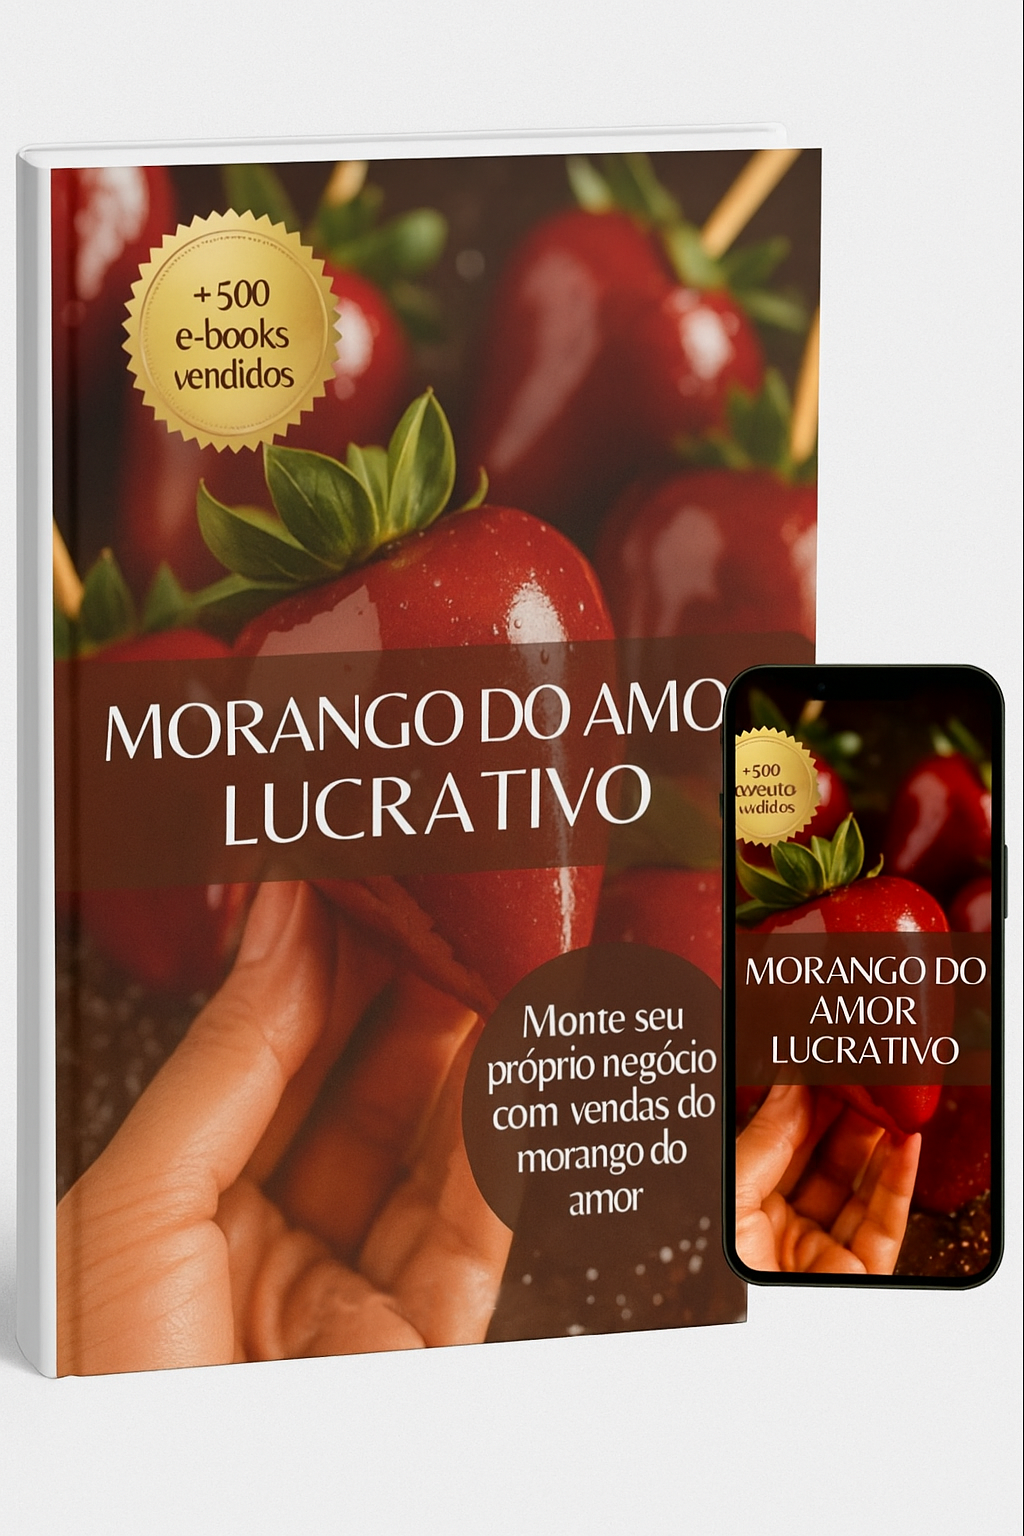 +500
e-books
vendidos
MORANGO DO AMO
LUCRATIVO
Monte seu
próprio negócio
com vendas do
morango do
amor
+500
MORANGO DO
AMOR
LUCRATIVO